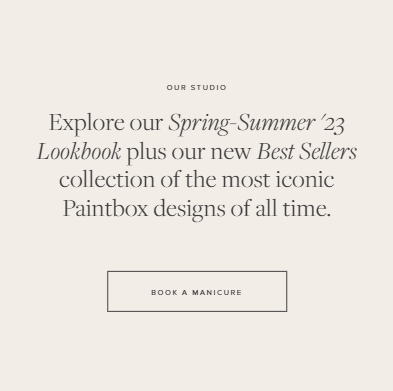 OUR STUDIO
Explore our Spring-Summer '23
Lookbook plus our new Best Sellers
collection of the most iconic
Paintbox designs of all time.
BOOK A MANICURE